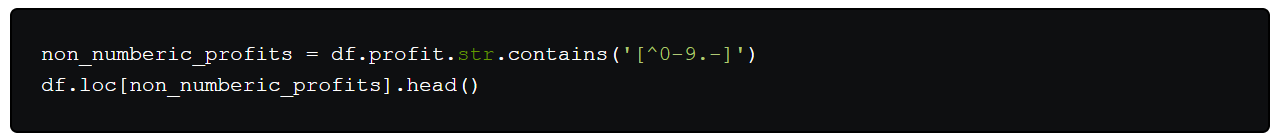 non_numberic_profits = df.profit.str.contains('[^0-9.-]')
df.loc[non_numberic_profits].head()